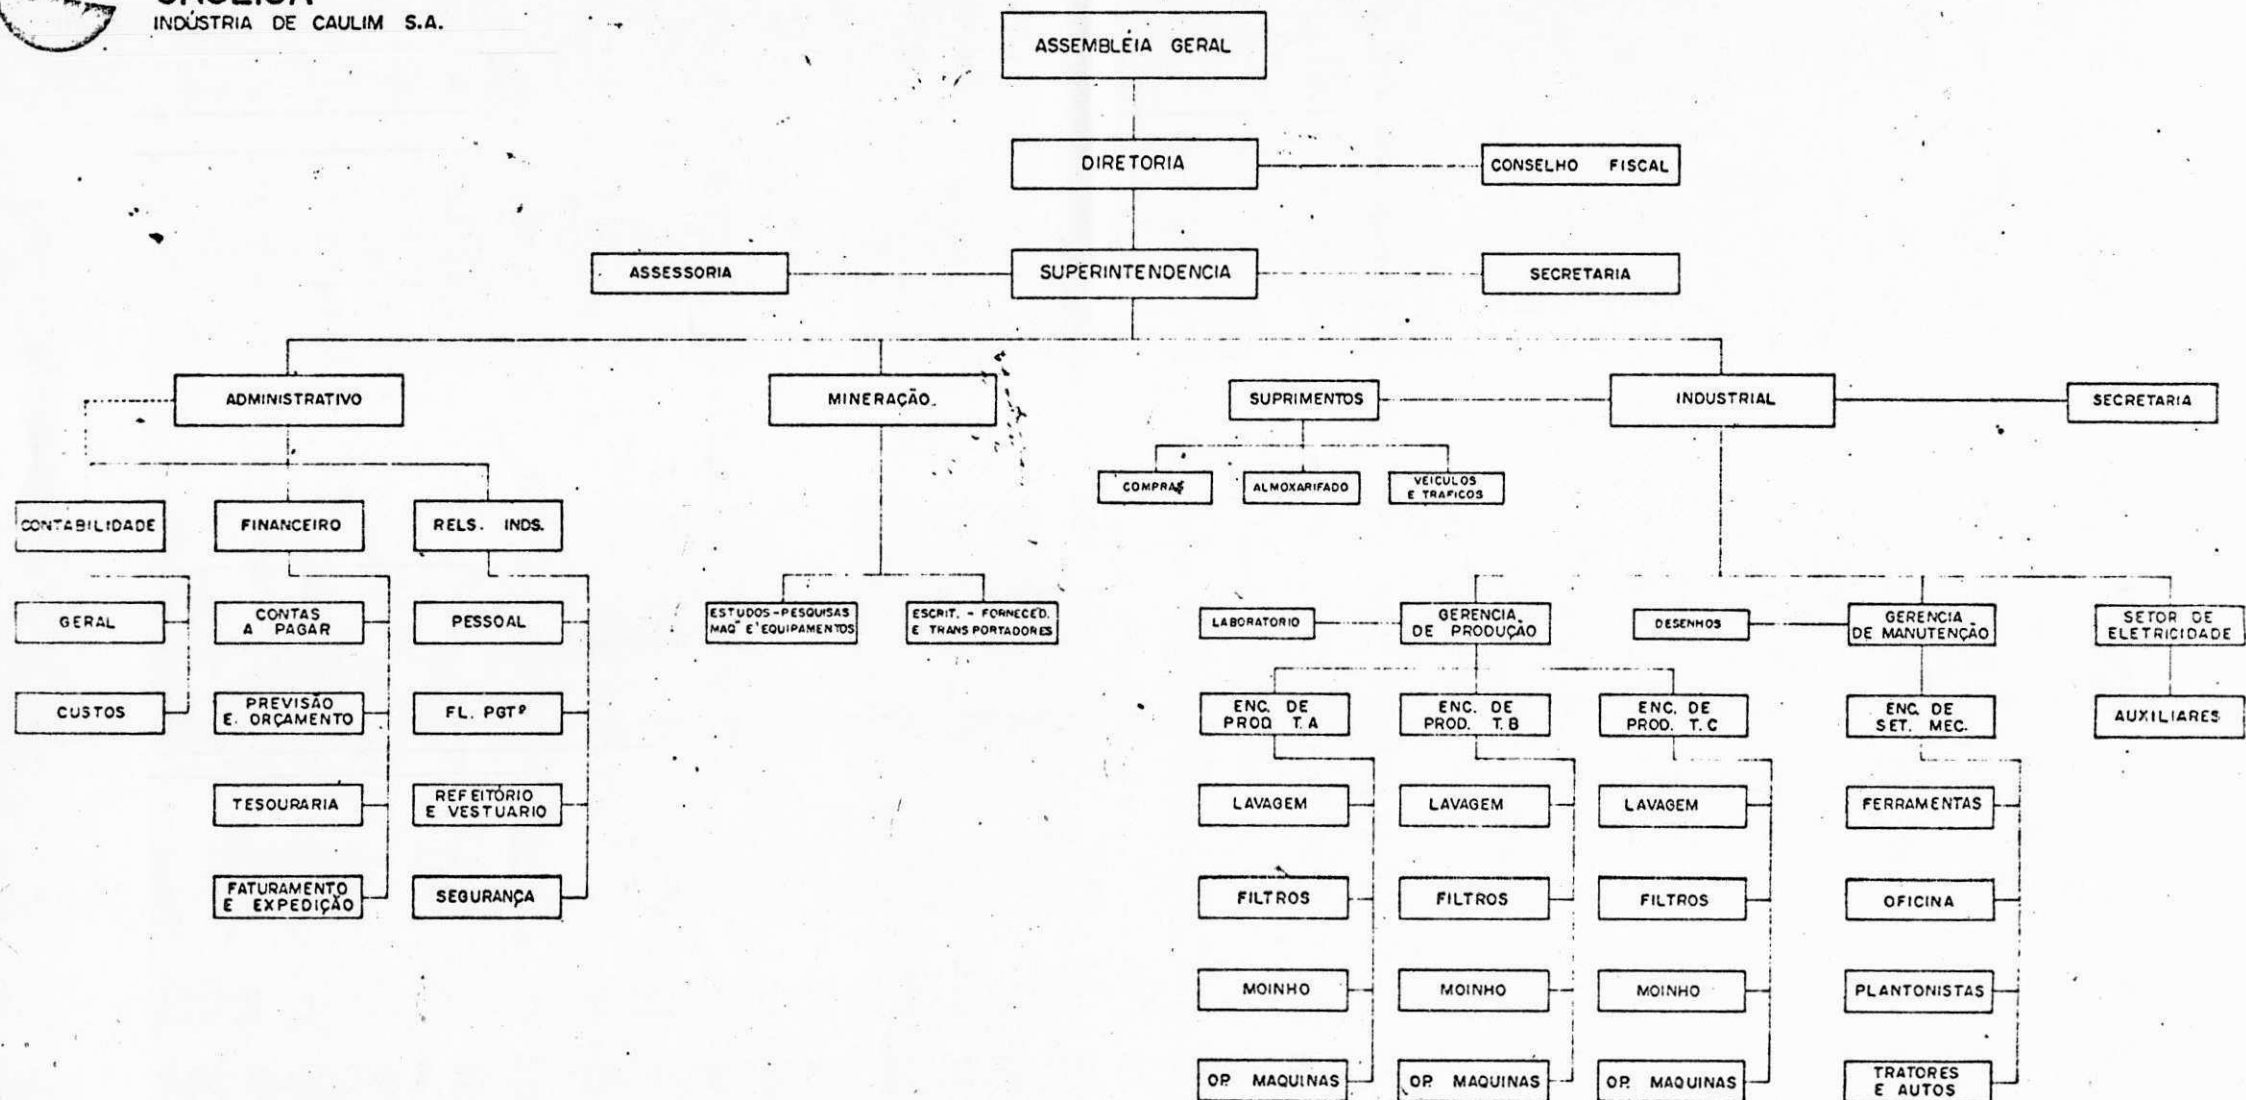 INDÚSTRIA DE CAULIM S.A.
ASSEMBLÉIA GERAL
DIRETORIA
CONSELHO FISCAL
ASSESSORIA
SUPERINTENDENCIA
SECRETARIA
ADMINISTRATIVO
MINERAÇÃO
SUPRIMENTOS
INDUSTRIAL
SECRETARIA
COMPRAS
ALMOXARIFADO
VEICULOS
E TRAFICOS
CONTABILIDADE
FINANCEIRO
RELS. INDS.
GERAL
CONTAS
A PAGAR
PESSOAL
ESTUDOS-PESQUISAS
MAQ E EQUIPAMENTOS
ESCRIT. - FORNECED.
E TRANSPORTADORES
LABORATORIO
GERENCIA
DE PRODUÇÃO
DESENHOS
GERENCIA
DE MANUTENÇÃO
SETOR DE
ELETRICIDADE
CUSTOS
PREVISÃO
E. ORÇAMENTO
FL. PGTº
ENC. DE
PROD. T.A
ENC. DE
PROD. T.B
ENC. DE
PROD. T.C
ENC. DE
SET. MEC.
AUXILIARES
TESOURARIA
REFEITÓRIO
E VESTUARIO
LAVAGEM
LAVAGEM
LAVAGEM
FERRAMENTAS
FATURAMENTO
E EXPEDIÇÃO
SEGURANÇA
FILTROS
FILTROS
FILTROS
OFICINA
MOINHO
MOINHO
MOINHO
PLANTONISTAS
OP. MAQUINAS
OP. MAQUINAS
OP. MAQUINAS
TRATORES
E AUTOS